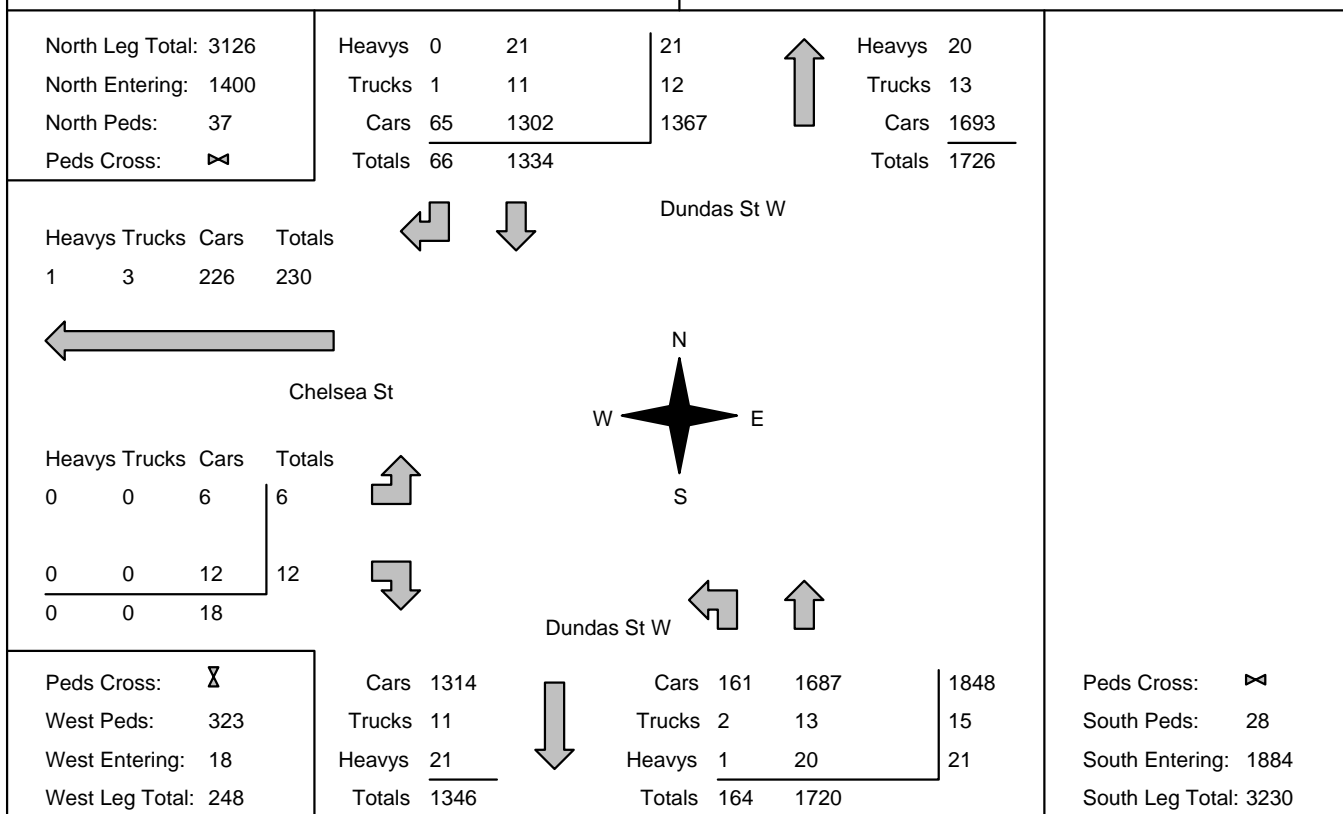 North Leg Total: 3126
North Entering: 1400
North Peds: 37
Peds Cross:
Heavys 0 21 21
Trucks 1 11 12
Cars 65 1302 1367
Totals 66 1334
Heavys 20
Trucks 13
Cars 1693
Totals 1726
Dundas St W
Heavys Trucks Cars Totals
1 3 226 230
Chelsea St
N
W E
S
Heavys Trucks Cars Totals
0 0 6 6
0 0 12 12
0 0 18
Dundas St W
Peds Cross:
West Peds: 323
West Entering: 18
West Leg Total: 248
Cars 1314
Trucks 11
Heavys 21
Totals 1346
Cars 161 1687 1848
Trucks 2 13 15
Heavys 1 20 21
Totals 164 1720
Peds Cross:
South Peds: 28
South Entering: 1884
South Leg Total: 3230